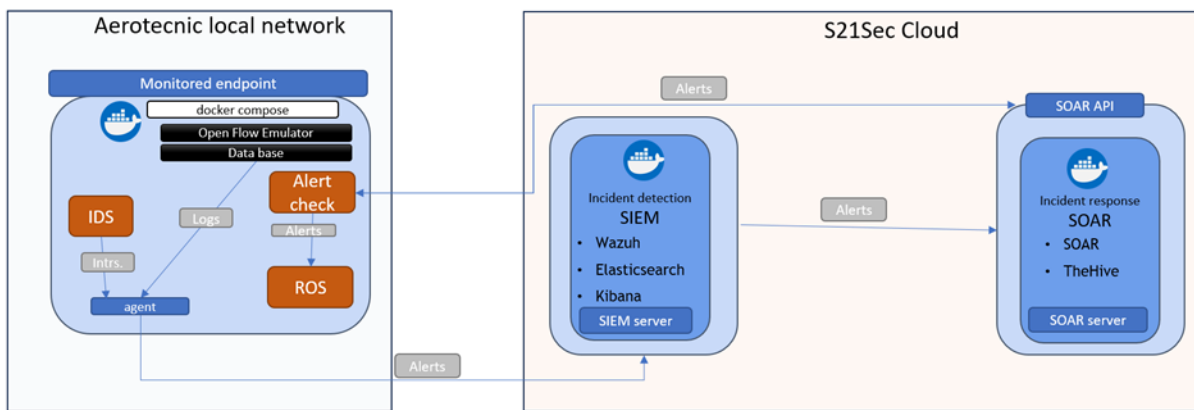 Aerotecnic local network
Monitored endpoint
docker compose
Open Flow Emulator
Data base
Alert
check
IDS
Logs
Alerts
Intrs.
ROS
agent
Alerts
S21Sec Cloud
Alerts
SOAR API
Incident detection
SIEM
• Wazuh
• Elasticsearch
• Kibana
SIEM server
Alerts
Incident response
SOAR
• SOAR
• TheHive
SOAR server